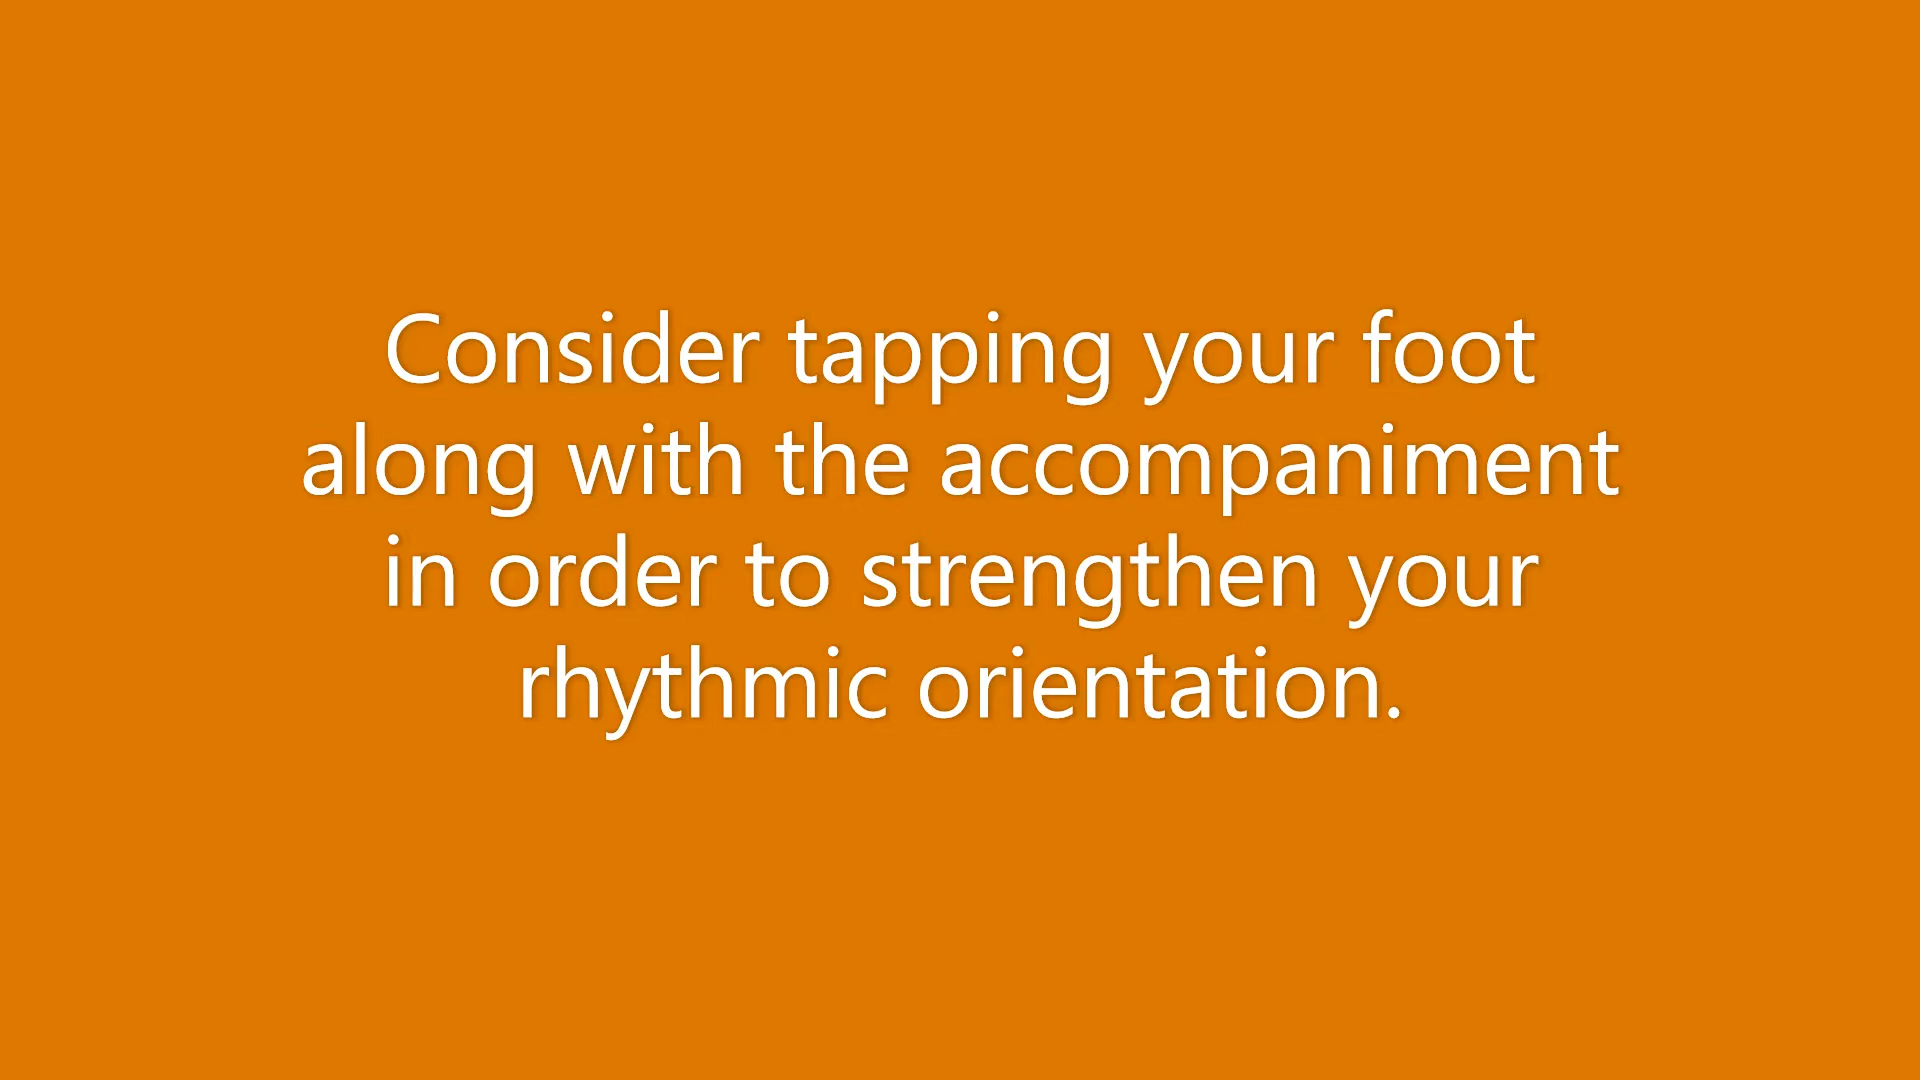 Consider tapping your foot
along with the accompaniment
in order to strengthen your
rhythmic orientation.